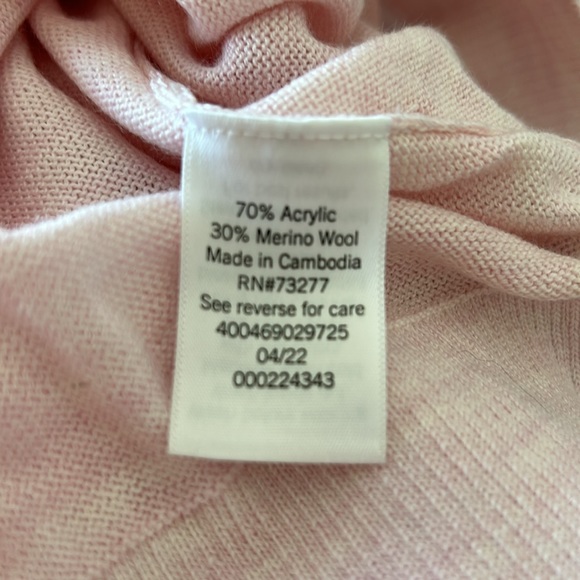 70% Acrylic
30% Merino Wool
Made in Cambodia
RN#73277
See reverse for care
400469029725
04/22
000224343